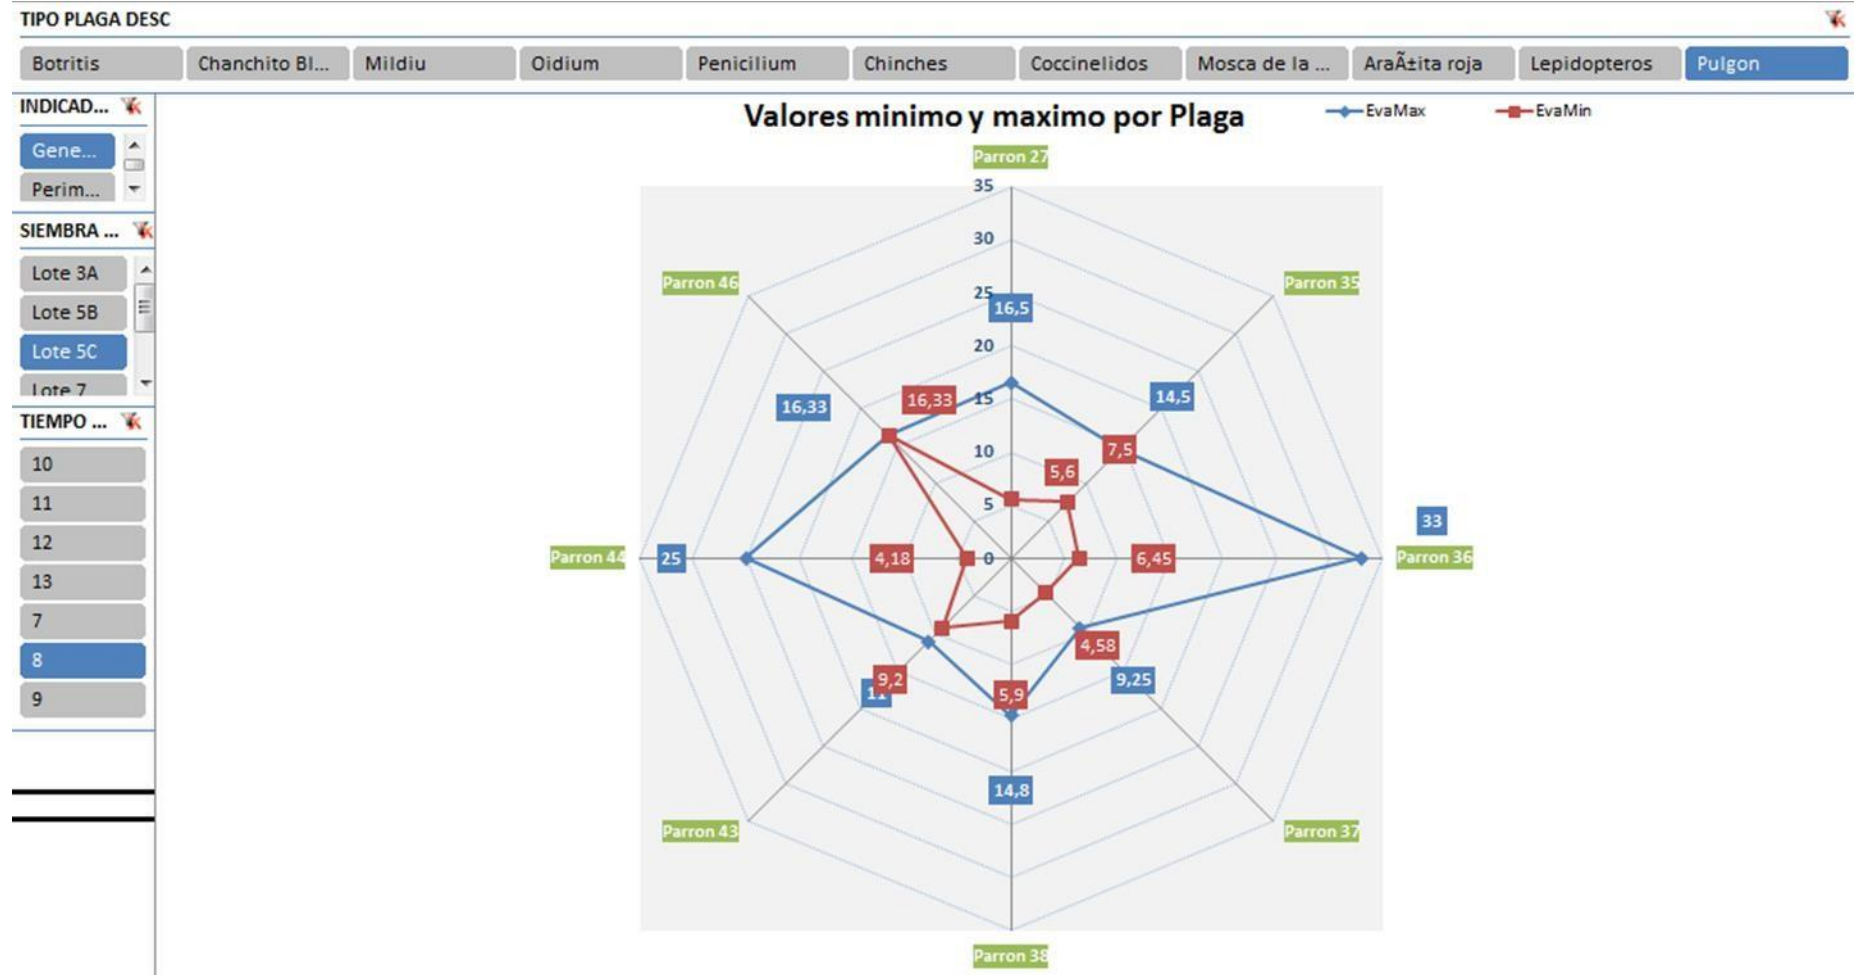 TIPO PLAGA DESC
Botritis
Chanchito Bl...
Mildiu
Oidium
Penicilium
Chinches
Coccinelidos
Mosca de la ...
AraÃ±ita roja
Lepidopteros
Pulgon
INDICAD...
Gene...
Perim...
SIEMBRA ...
Lote 3A
Lote 5B
Lote 5C
Lote 7
TIEMPO ...
10
11
12
13
7
8
9
Valores minimo y maximo por Plaga
EvaMax
EvaMin
Parron 27
35
30
25
20
15
10
5
0
Parron 46
Parron 35
16,5
16,33
16,33
14,5
7,5
5,6
33
Parron 44
25
4,18
6,45
Parron 36
4,58
9,2
11
5,9
9,25
14,8
Parron 43
Parron 37
Parron 38